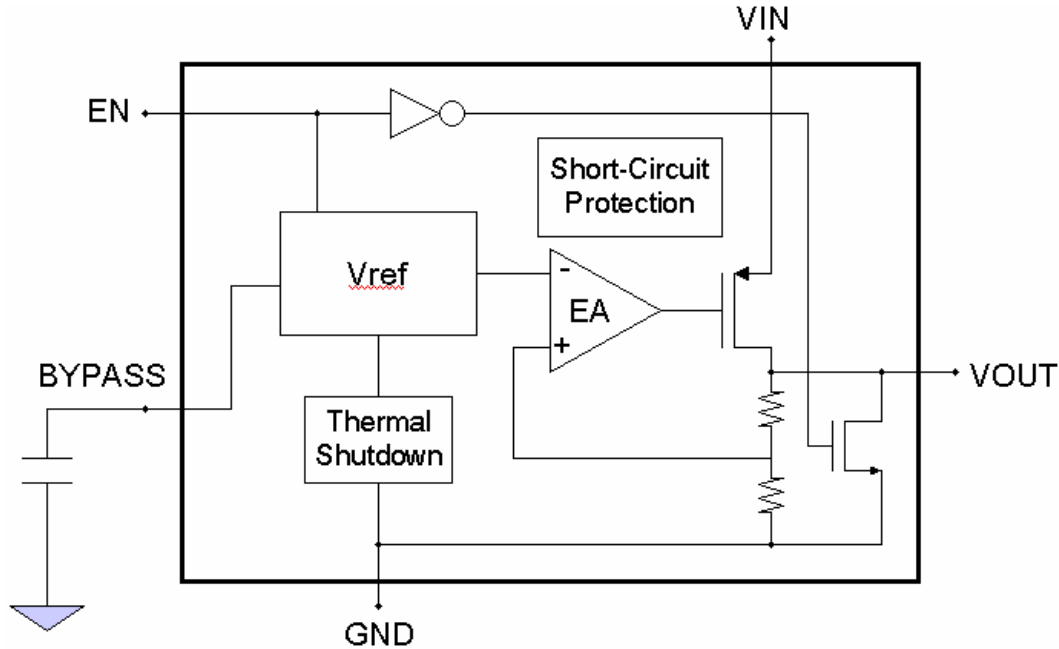 VIN
EN
Short-Circuit
Protection
Vref
-
EA
+
BYPASS
VOUT
Thermal
Shutdown
GND